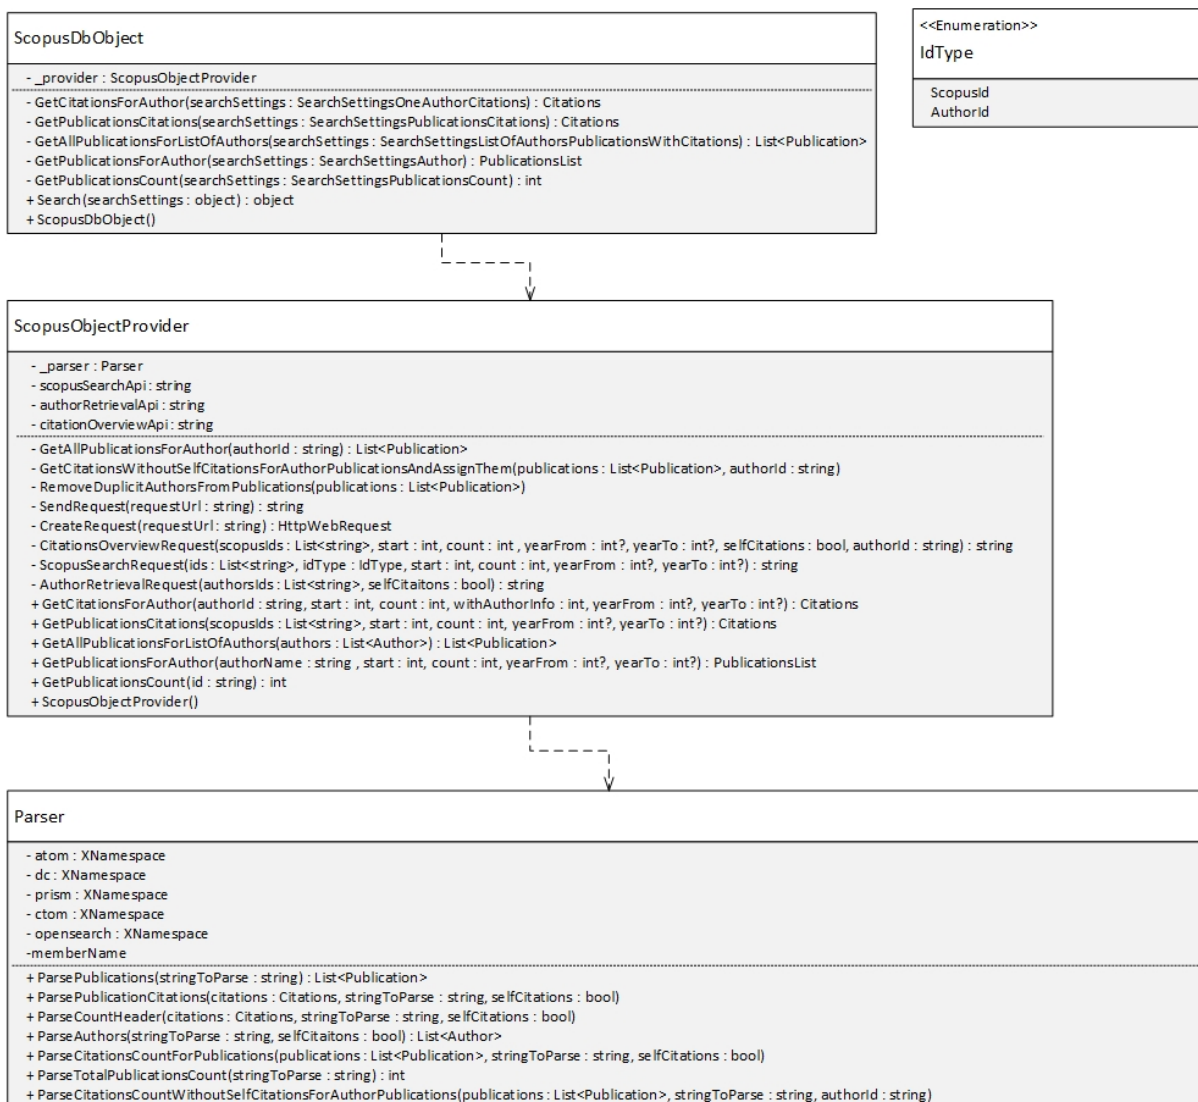 ScopusDbObject
- _provider : ScopusObjectProvider
- GetCitationsForAuthor(searchSettings : SearchSettingsOneAuthorCitations) : Citations
- GetPublicationsCitations(searchSettings : SearchSettingsPublicationsCitations) : Citations
- GetAllPublicationsForListOfAuthors(searchSettings : SearchSettingsListOfAuthorsPublicationsWithCitations) : List<Publication>
- GetPublicationsForAuthor(searchSettings : SearchSettingsAuthor) : PublicationsList
- GetPublicationsCount(searchSettings : SearchSettingsPublicationsCount) : int
+ Search(searchSettings : object) : object
+ ScopusDbObject()
<<Enumeration>>
IdType
ScopusId
AuthorId
ScopusObjectProvider
- _parser : Parser
- scopusSearchApi : string
- authorRetrievalApi : string
- citationOverviewApi : string
- GetAllPublicationsForAuthor(authorId : string) : List<Publication>
- GetCitationsWithoutSelfCitationsForAuthorPublicationsAndAssignThem(publications : List<Publication>, authorId : string)
- RemoveDuplicitAuthorsFromPublications(publications : List<Publication>)
- SendRequest(requestUrl : string) : string
- CreateRequest(requestUrl : string) : HttpWebRequest
- CitationsOverviewRequest(scopusIds : List<string>, start : int, count : int , yearFrom : int?, yearTo : int?, selfCitations : bool, authorId : string) : string
- ScopusSearchRequest(ids : List<string>, idType : IdType, start : int, count : int, yearFrom : int?, yearTo : int?) : string
- AuthorRetrievalRequest(authorsIds : List<string>, selfCitaitons : bool) : string
+ GetCitationsForAuthor(authorId : string, start : int, count : int, withAuthorInfo : int, yearFrom : int?, yearTo : int?) : Citations
+ GetPublicationsCitations(scopusIds : List<string>, start : int, count : int, yearFrom : int?, yearTo : int?) : Citations
+ GetAllPublicationsForListOfAuthors(authors : List<Author>) : List<Publication>
+ GetPublicationsForAuthor(authorName : string , start : int, count : int, yearFrom : int?, yearTo : int?) : PublicationsList
+ GetPublicationsCount(id : string) : int
+ ScopusObjectProvider()
Parser
- atom : XNamespace
- dc : XNamespace
- prism : XNamespace
- ctom : XNamespace
- opensearch : XNamespace
-memberName
+ ParsePublications(stringToParse : string) : List<Publication>
+ ParsePublicationCitations(citations : Citations, stringToParse : string, selfCitations : bool)
+ ParseCountHeader(citations : Citations, stringToParse : string, selfCitations : bool)
+ ParseAuthors(stringToParse : string, selfCitaitons : bool) : List<Author>
+ ParseCitationsCountForPublications(publications : List<Publication>, stringToParse : string, selfCitations : bool)
+ ParseTotalPublicationsCount(stringToParse : string) : int
+ ParseCitationsCountWithoutSelfCitationsForAuthorPublications(publications : List<Publication>, stringToParse : string, authorId : string)